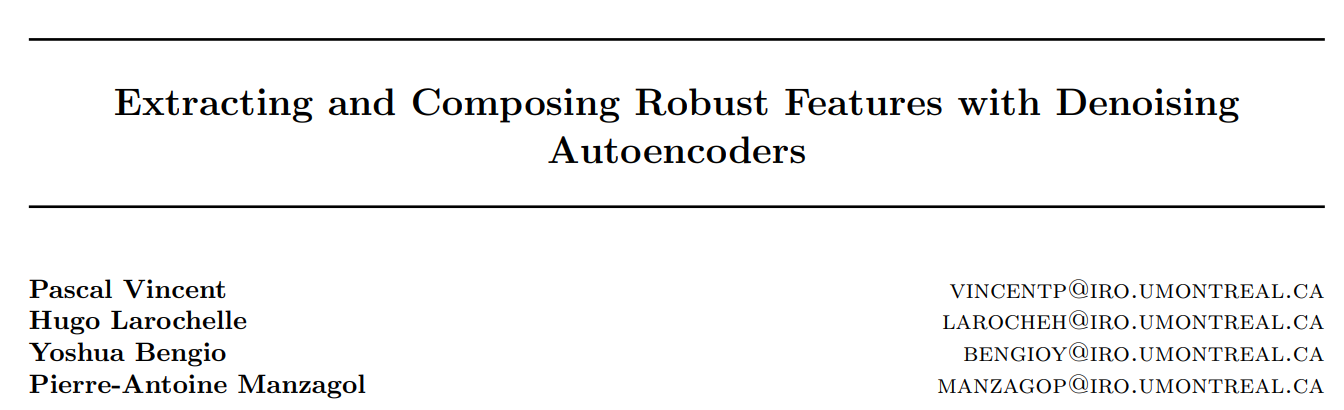 Extracting and Composing Robust Features with Denoising
Autoencoders
Pascal Vincent VINCENTP@IRO.UMONTREAL.CA
Hugo Larochelle LAROCHEH@IRO.UMONTREAL.CA
Yoshua Bengio BENGIOY@IRO.UMONTREAL.CA
Pierre-Antoine Manzagol MANZAGOP@IRO.UMONTREAL.CA